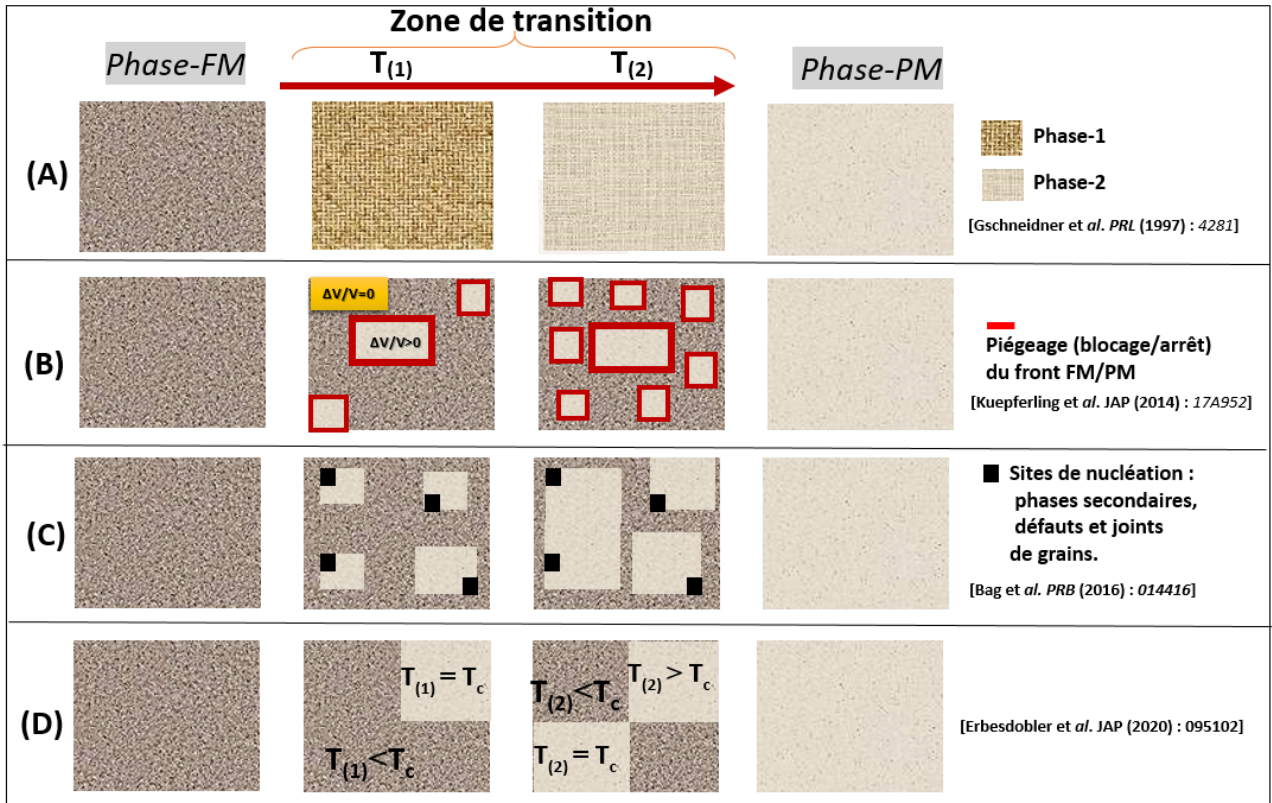 Zone de transition
Phase-FM
T(1)
T(2)
Phase-PM
(A)
Phase-1
Phase-2
[Gschneidner et al. PRL (1997) : 4281]
(B)
ΔV/V=0
ΔV/V>0
Piégeage (blocage/arrêt)
du front FM/PM
[Kuepferling et al. JAP (2014) : 17A952]
(C)
Sites de nucléation :
phases secondaires,
défauts et joints
de grains.
[Bag et al. PRB (2016) : 014416]
(D)
T(1) = Tc
T(1)<Tc
T(2)<Tc
T(2) > Tc
T(2) = Tc
[Erbesdobler et al. JAP (2020) : 095102]